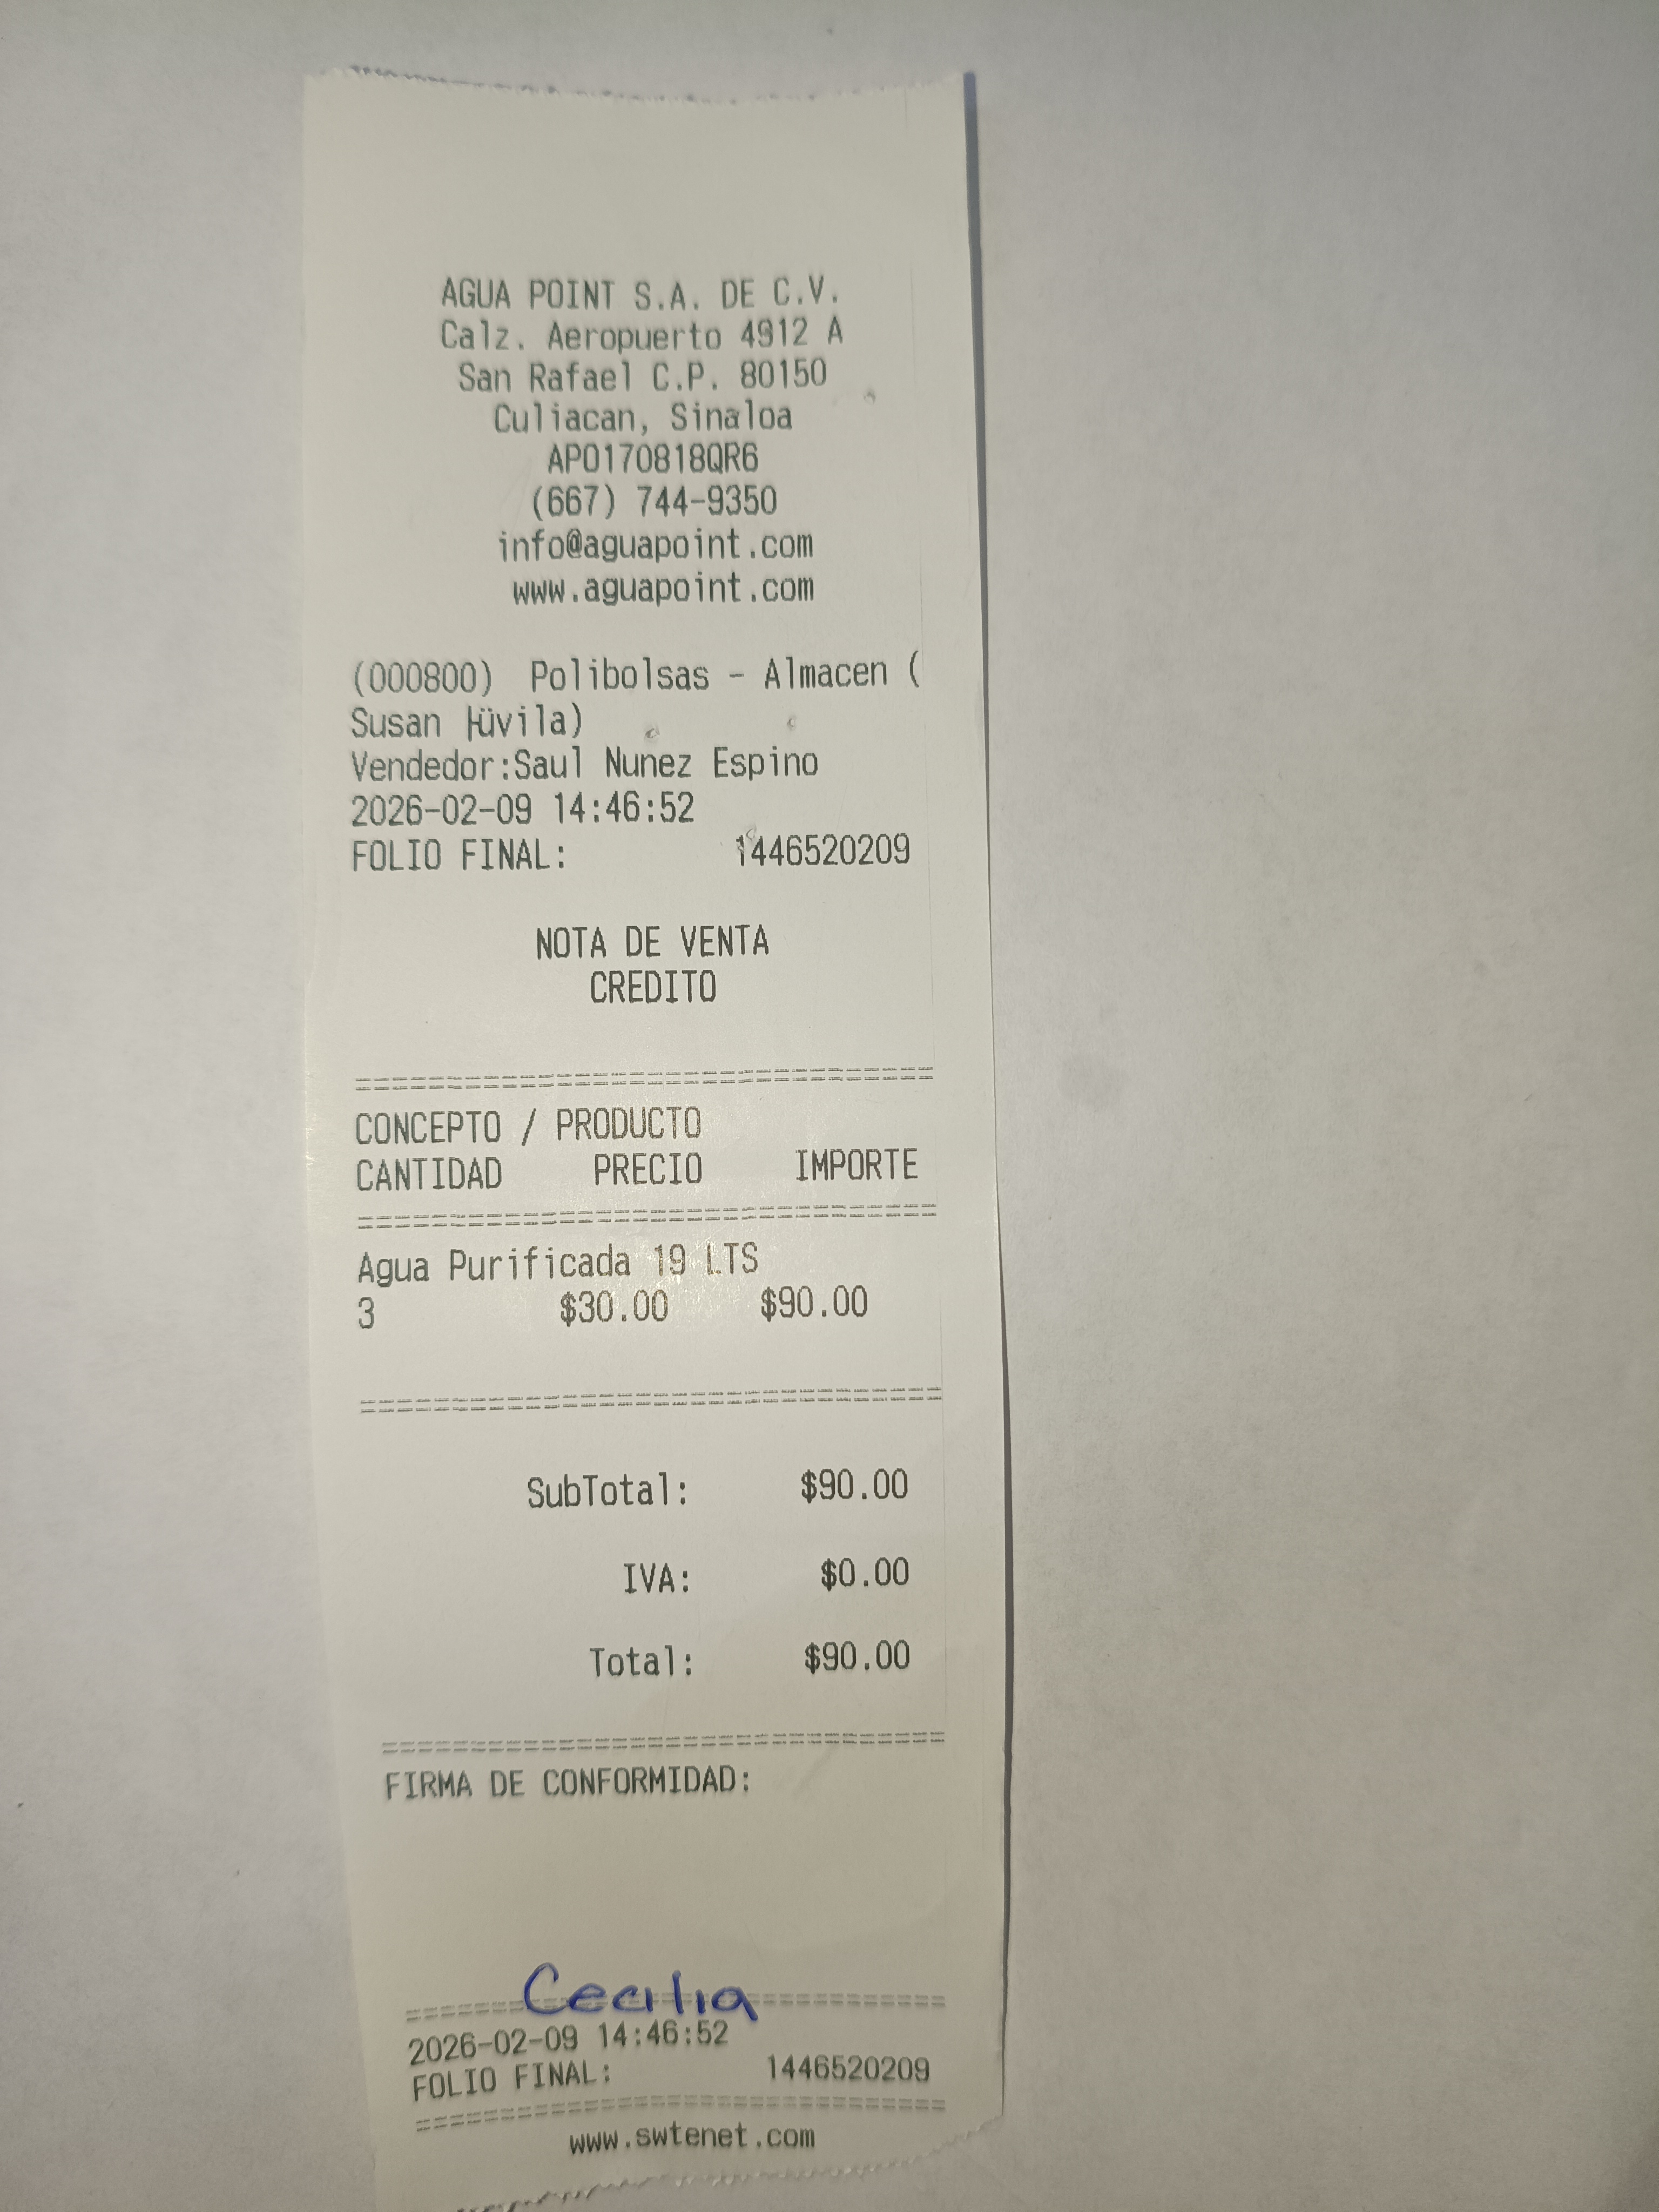 AGUA POINT S.A. DE C.V.
Calz. Aeropuerto 4912 A
San Rafael C.P. 80150
Culiacan, Sinaloa
APO170818QR6
(667) 744-9350
info@aguapoint.com
www.aguapoint.com
(000800) Polibolsas - Almacen (
Susan
Vendedor:Saul Nunez Espino
2026-02-09 14:46:52
FOLIO FINAL: 1446520209
NOTA DE VENTA
CREDITO
CONCEPTO / PRODUCTO
CANTIDAD PRECIO IMPORTE
Agua Purificada 19 LTS
3 $30.00 $90.00
SubTotal: $90.00
IVA: $0.00
Total: $90.00
FIRMA DE CONFORMIDAD:
Cecilia
2026-02-09 14:46:52
FOLIO FINAL: 1446520209
www.swtenet.com